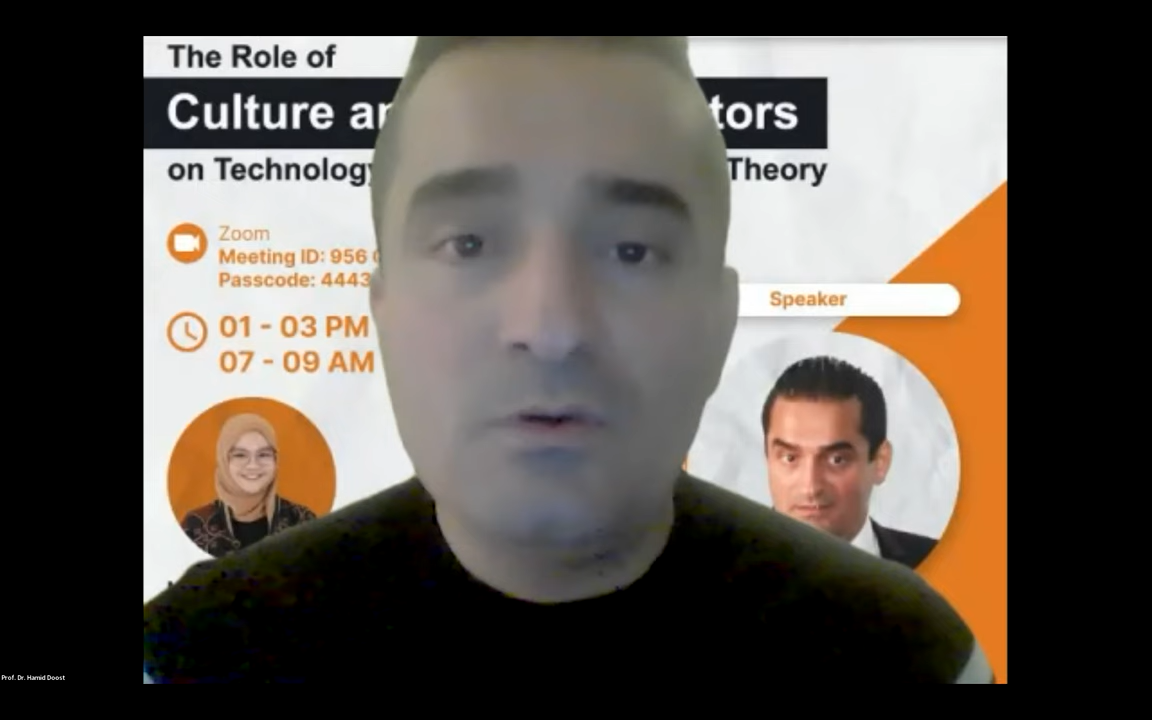 The Role of
Culture an tors
on Technology Theory
Zoom
Meeting ID: 956
Passcode: 4443
Speaker
01 - 03 PM
07 - 09 AM
Prof. Dr. Hamid Doost